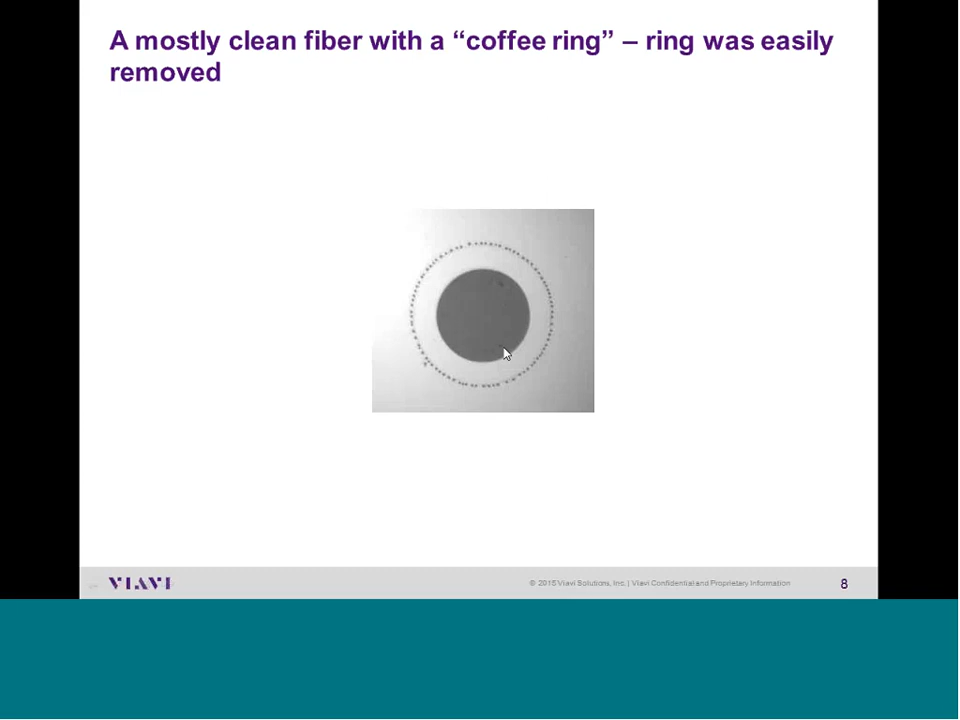 A mostly clean fiber with a “coffee ring” – ring was easily
removed
VIAVI
© 2015 Viavi Solutions, Inc. | Viavi Confidential and Proprietary Information
8